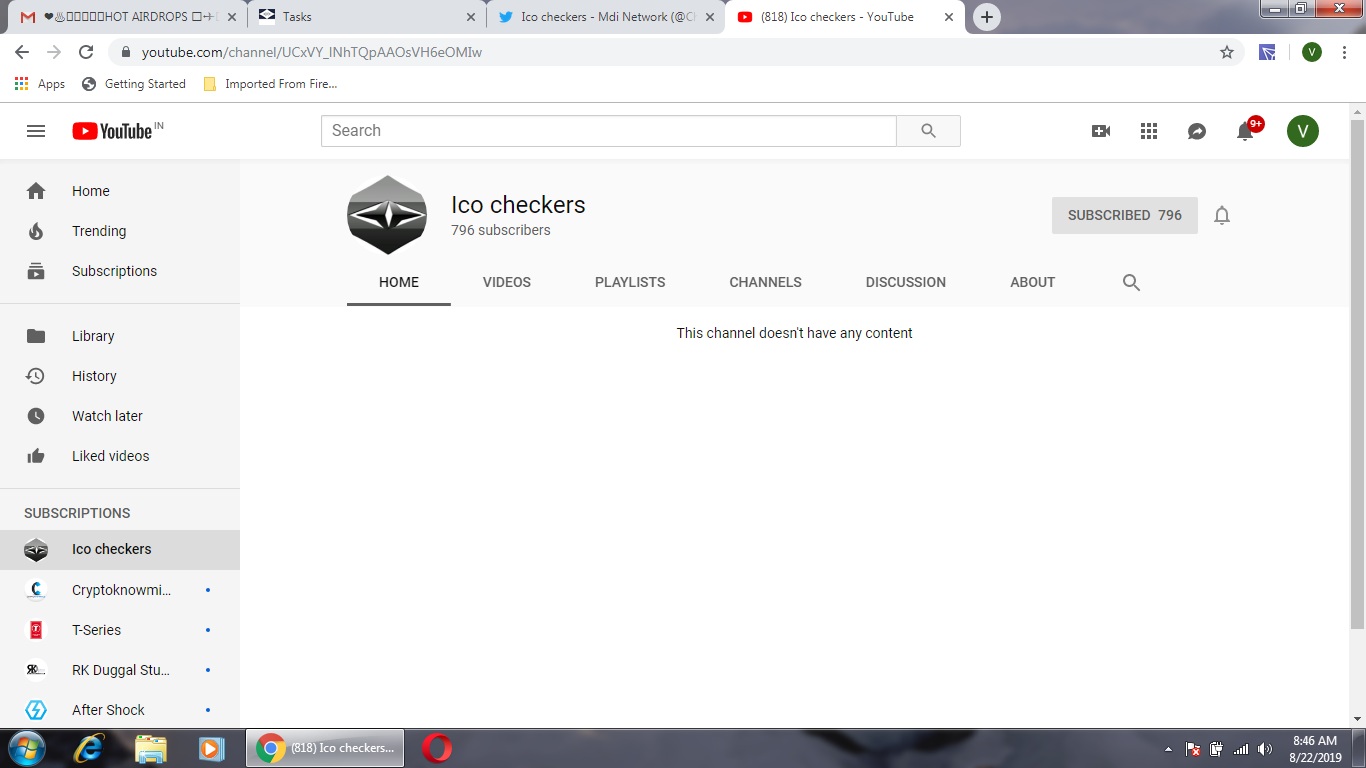 ❤♨□□□□□HOT AIRDROPS
Tasks
Ico checkers - Mdi Network (@C
(818) Ico checkers - YouTube
youtube.com/channel/UCxVY_lNhTQpAAOsVH6eOMIw
V
Apps
Getting Started
Imported From Fire...
YouTube IN
Search
9+
V
Home
Trending
Subscriptions
Library
History
Watch later
Liked videos
SUBSCRIPTIONS
Ico checkers
Cryptoknowmi...
T-Series
RK Duggal Stu...
After Shock
Ico checkers
796 subscribers
SUBSCRIBED 796
HOME VIDEOS PLAYLISTS CHANNELS DISCUSSION ABOUT
This channel doesn't have any content
(818) Ico checkers...
8:46 AM
8/22/2019